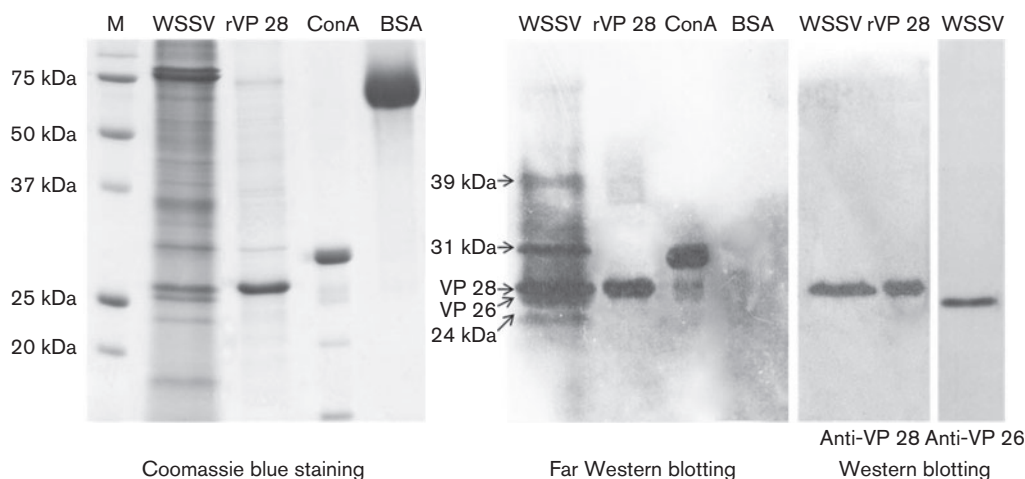 M WSSV rVP 28 ConA BSA
75 kDa
50 kDa
37 kDa
25 kDa
20 kDa
Coomassie blue staining
WSSV rVP 28 ConA BSA
39 kDa
31 kDa
VP 28
VP 26
24 kDa
Far Western blotting
WSSV rVP 28 WSSV
Anti-VP 28 Anti-VP 26
Western blotting